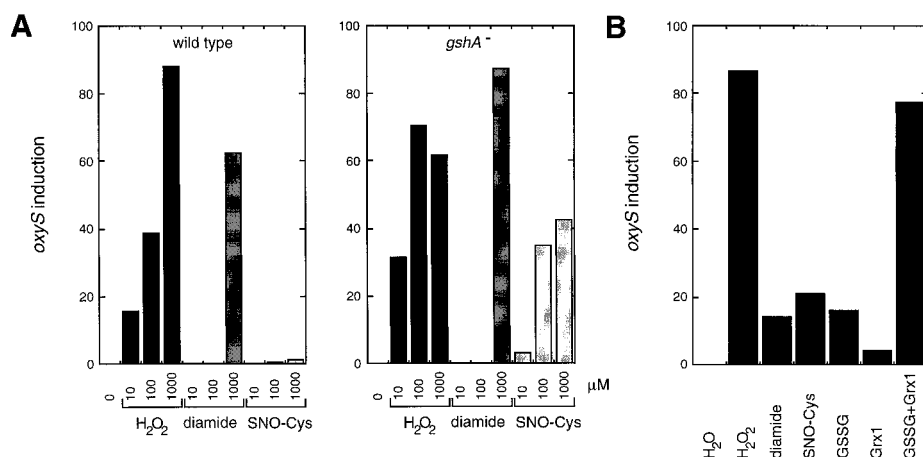 A
B
wild type
gshA⁻
oxyS induction
100
80
60
40
20
0
0 10 100 1000 10 100 1000 10 100 1000
H₂O₂ diamide SNO-Cys
100
80
60
40
20
0
0 10 100 1000 10 100 1000 10 100 1000 μM
H₂O₂ diamide SNO-Cys
oxyS induction
100
80
60
40
20
0
H₂O
H₂O₂
diamide
SNO-Cys
GSSG
Grx1
GSSG+Grx1